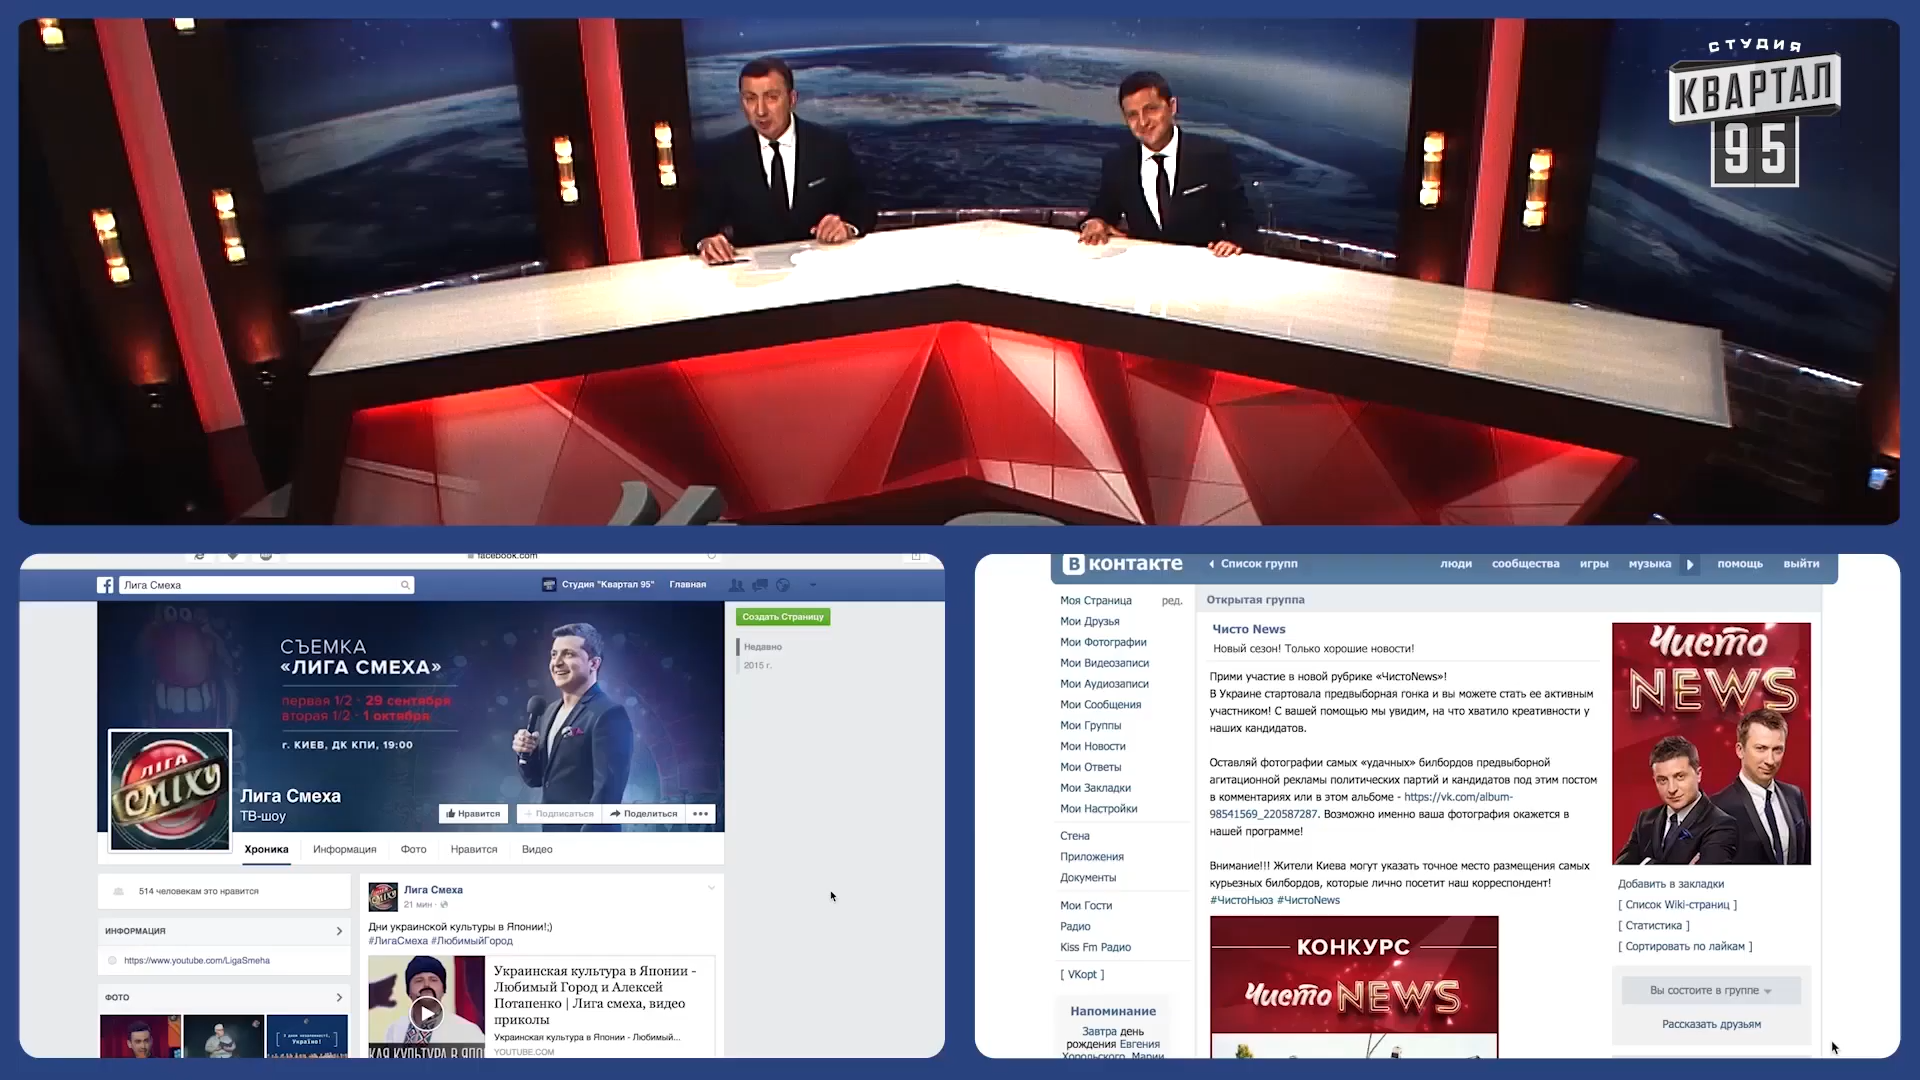 СТУДИЯ
КВАРТАЛ
95
facebook.com
Лига Смеха
Студия "Квартал 95"
Главная
СЪЕМКА
«ЛИГА СМЕХА»
первая 1/2 · 29 сентября
вторая 1/2 · 1 октября
г. КИЕВ, ДК КПИ, 19:00
ЛІГА
СМІХУ
Лига Смеха
ТВ-шоу
Нравится
+ Подписаться
Поделиться
Создать Страницу
Недавно
2015 г.
Хроника
Информация
Фото
Нравится
Видео
514 человекам это нравится
ИНФОРМАЦИЯ
https://www.youtube.com/LigaSmeha
ФОТО
Лига Смеха
21 мин ·
Дни украинской культуры в Японии!;)
#ЛигаСмеха #ЛюбимыйГород
Украинская культура в Японии -
Любимый Город и Алексей
Потапенко | Лига смеха, видео
приколы
Украинская культура в Японии - Любимый...
YOUTUBE.COM
В контакте
Список групп
люди
сообщества
игры
музыка
помощь
выйти
Моя Страница
ред.
Мои Друзья
Мои Фотографии
Мои Видеозаписи
Мои Аудиозаписи
Мои Сообщения
Мои Группы
Мои Новости
Мои Ответы
Мои Закладки
Мои Настройки
Стена
Приложения
Документы
Мои Гости
Радио
Kiss Fm Радио
[ VKopt ]
Напоминание
Завтра день
рождения Евгения
Хорольского, Марии
Открытая группа
Чисто News
Новый сезон! Только хорошие новости!
Прими участие в новой рубрике «ЧистоNews»!
В Украине стартовала предвыборная гонка и вы можете стать ее активным
участником! С вашей помощью мы увидим, на что хватило креативности у
наших кандидатов.
Оставляй фотографии самых «удачных» билбордов предвыборной
агитационной рекламы политических партий и кандидатов под этим постом
в комментариях или в этом альбоме - https://vk.com/album-
98541569_220587287. Возможно именно ваша фотография окажется в
нашей программе!
Внимание!!! Жители Киева могут указать точное место размещения самых
курьезных билбордов, которые лично посетит наш корреспондент!
#ЧистоНьюз #ЧистоNews
КОНКУРС
Чисто NEWS
Чисто
NEWS
Добавить в закладки
[ Список Wiki-страниц ]
[ Статистика ]
[ Сортировать по лайкам ]
Вы состоите в группе
Рассказать друзьям